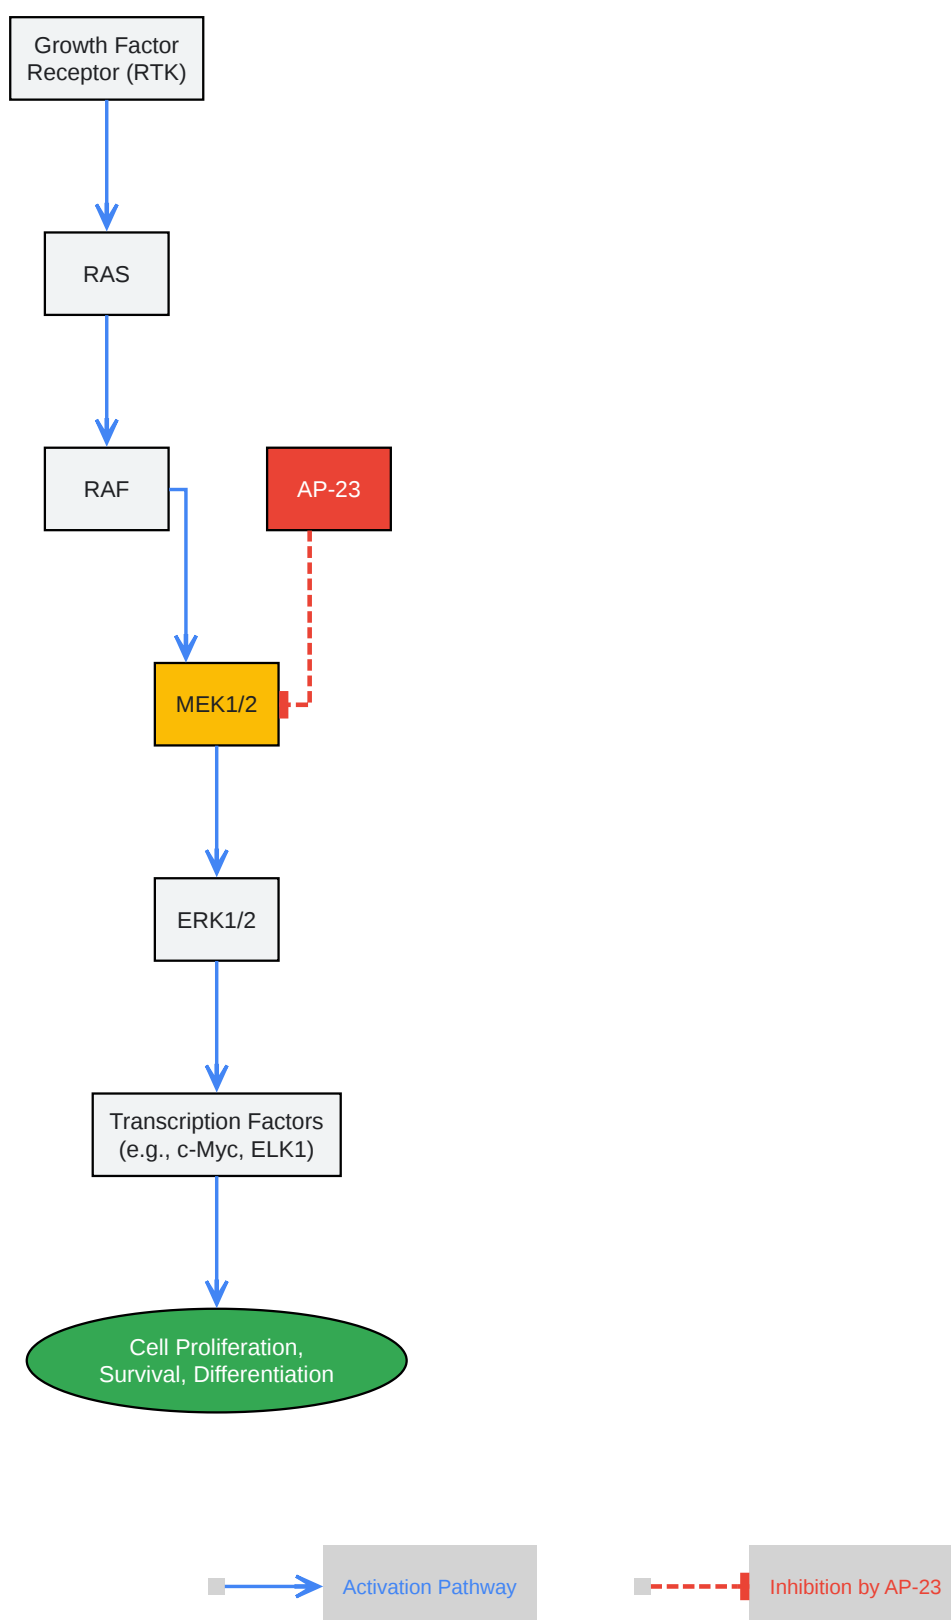 Growth Factor
Receptor (RTK)
RAS
RAF
AP-23
MEK1/2
ERK1/2
Transcription Factors
(e.g., c-Myc, ELK1)
Cell Proliferation,
Survival, Differentiation
Activation Pathway
Inhibition by AP-23